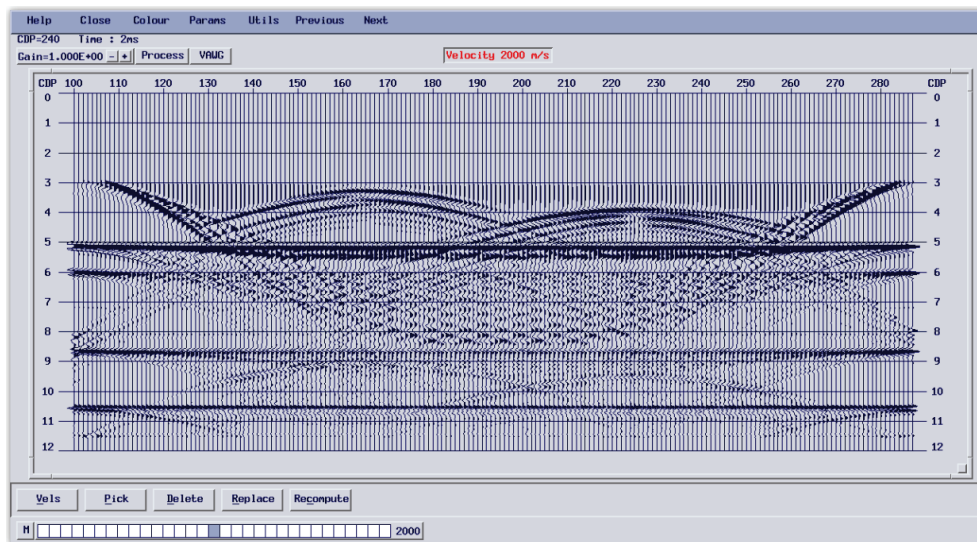 Help Close Colour Params Utils Previous Next
CDP=240 Time : 2ms
Gain=1.000E+00 - + Process VAWG
Velocity 2000 m/s
CDP 100 110 120 130 140 150 160 170 180 190 200 210 220 230 240 250 260 270 280 CDP
0 0
1 1
2 2
3 3
4 4
5 5
6 6
7 7
8 8
9 9
10 10
11 11
12 12
Vels Pick Delete Replace Recompute
M 2000